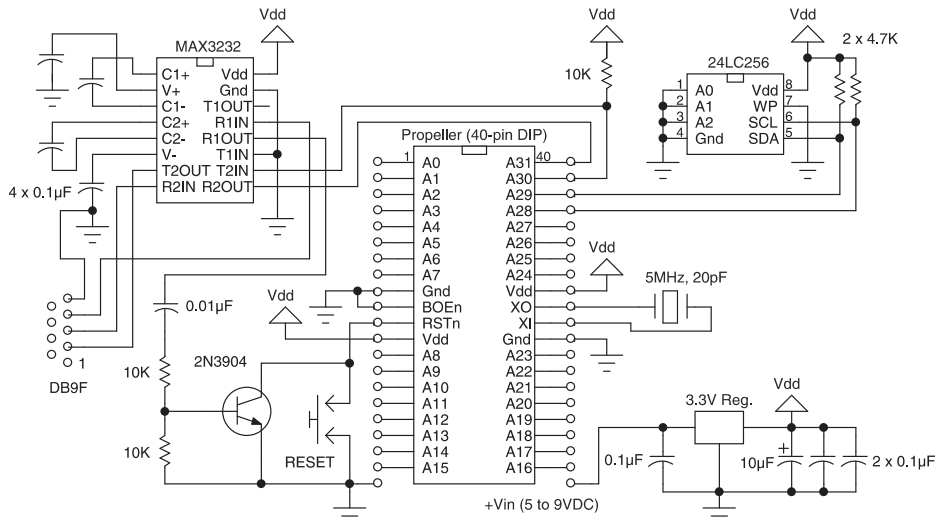 Vdd
MAX3232
C1+
V+
C1-
C2+
C2-
V-
T2OUT
R2IN
Vdd
Gnd
T1OUT
R1IN
R1OUT
T1IN
T2IN
R2OUT
4 x 0.1µF
DB9F
1
0.01µF
10K
10K
2N3904
Vdd
RESET
Vdd
10K
Propeller (40-pin DIP)
1
40
A0
A1
A2
A3
A4
A5
A6
A7
Gnd
BOEn
RSTn
Vdd
A8
A9
A10
A11
A12
A13
A14
A15
A31
A30
A29
A28
A27
A26
A25
A24
Vdd
XO
XI
Gnd
A23
A22
A21
A20
A19
A18
A17
A16
Vdd
2 x 4.7K
24LC256
1
2
3
4
A0
A1
A2
Gnd
Vdd
WP
SCL
SDA
8
7
6
5
Vdd
5MHz, 20pF
Vdd
3.3V Reg.
0.1µF
10µF
+
2 x 0.1µF
+Vin (5 to 9VDC)